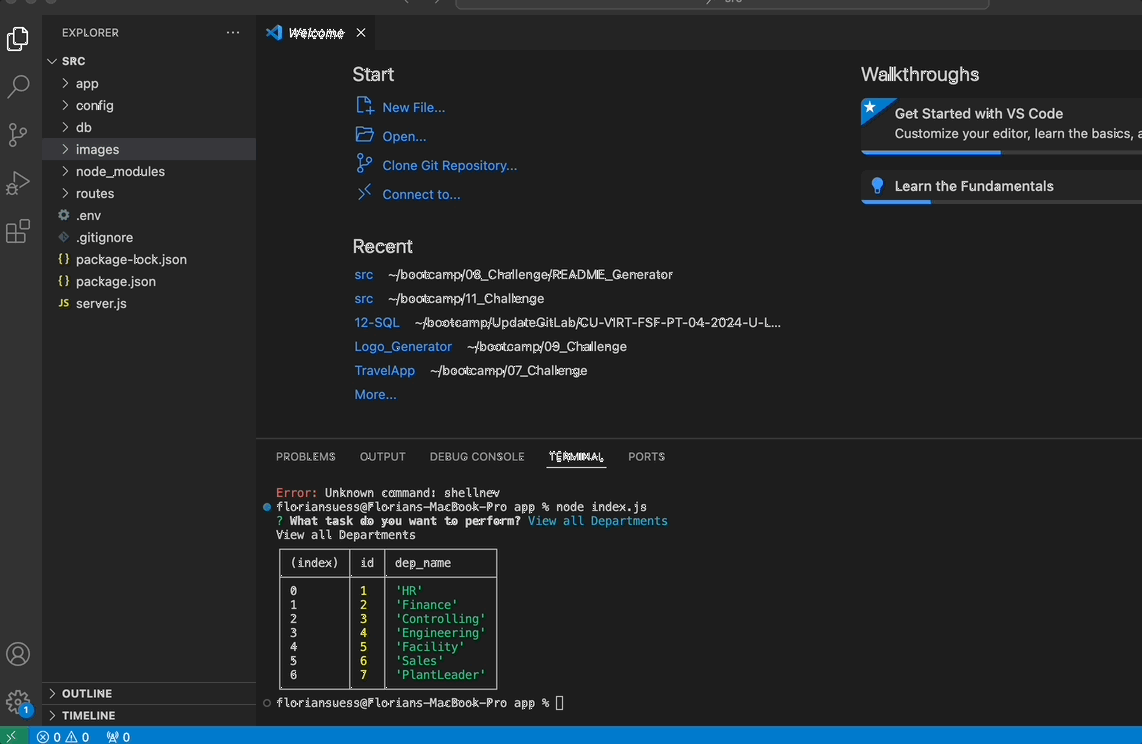 src
EXPLORER
SRC
app
config
db
images
node_modules
routes
.env
.gitignore
{} package-lock.json
{} package.json
JS server.js
OUTLINE
TIMELINE
1
0 0 0
Welcome
Start
New File...
Open...
Clone Git Repository...
Connect to...
Recent
src ~/bootcamp/08_Challenge/README_Generator
src ~/bootcamp/11_Challenge
12-SQL ~/bootcamp/UpdateGitLab/CU-VIRT-FSF-PT-04-2024-U-L...
Logo_Generator ~/bootcamp/09_Challenge
TravelApp ~/bootcamp/07_Challenge
More...
Walkthroughs
Get Started with VS Code
Customize your editor, learn the basics, a
Learn the Fundamentals
PROBLEMS OUTPUT DEBUG CONSOLE TERMINAL PORTS
Error: Unknown command: shellnev
floriansuess@Florians-MacBook-Pro app % node index.js
? What task do you want to perform? View all Departments
View all Departments
(index) id dep_name
0 1 'HR'
1 2 'Finance'
2 3 'Controlling'
3 4 'Engineering'
4 5 'Facility'
5 6 'Sales'
6 7 'PlantLeader'
floriansuess@Florians-MacBook-Pro app %